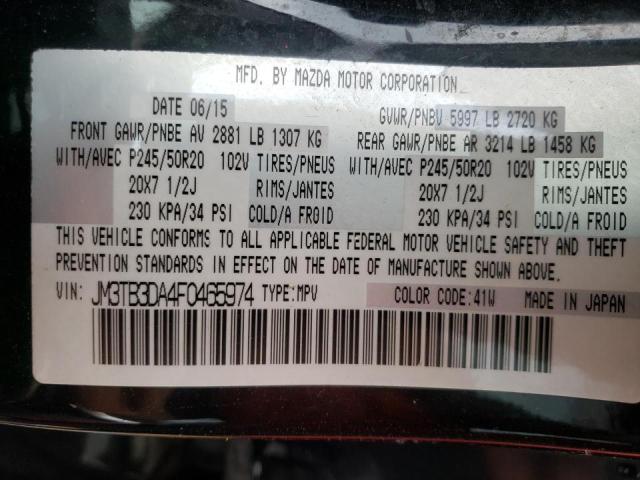 MFD. BY MAZDA MOTOR CORPORATION
DATE 06/15 GVWR/PNBV 5997 LB 2720 KG
FRONT GAWR/PNBE AV 2881 LB 1307 KG REAR GAWR/PNBE AR 3214 LB 1458 KG
WITH/AVEC P245/50R20 102V TIRES/PNEUS WITH/AVEC P245/50R20 102V TIRES/PNEUS
20X7 1/2J RIMS/JANTES 20X7 1/2J RIMS/JANTES
230 KPA/34 PSI COLD/A FROID 230 KPA/34 PSI COLD/A FROID
THIS VEHICLE CONFORMS TO ALL APPLICABLE FEDERAL MOTOR VEHICLE SAFETY AND THEFT
PREVENTION STANDARDS IN EFFECT ON THE DATE OF MANUFACTURE SHOWN ABOVE.
VIN: JM3TB3DA4F0465974 TYPE:MPV COLOR CODE:41W MADE IN JAPAN